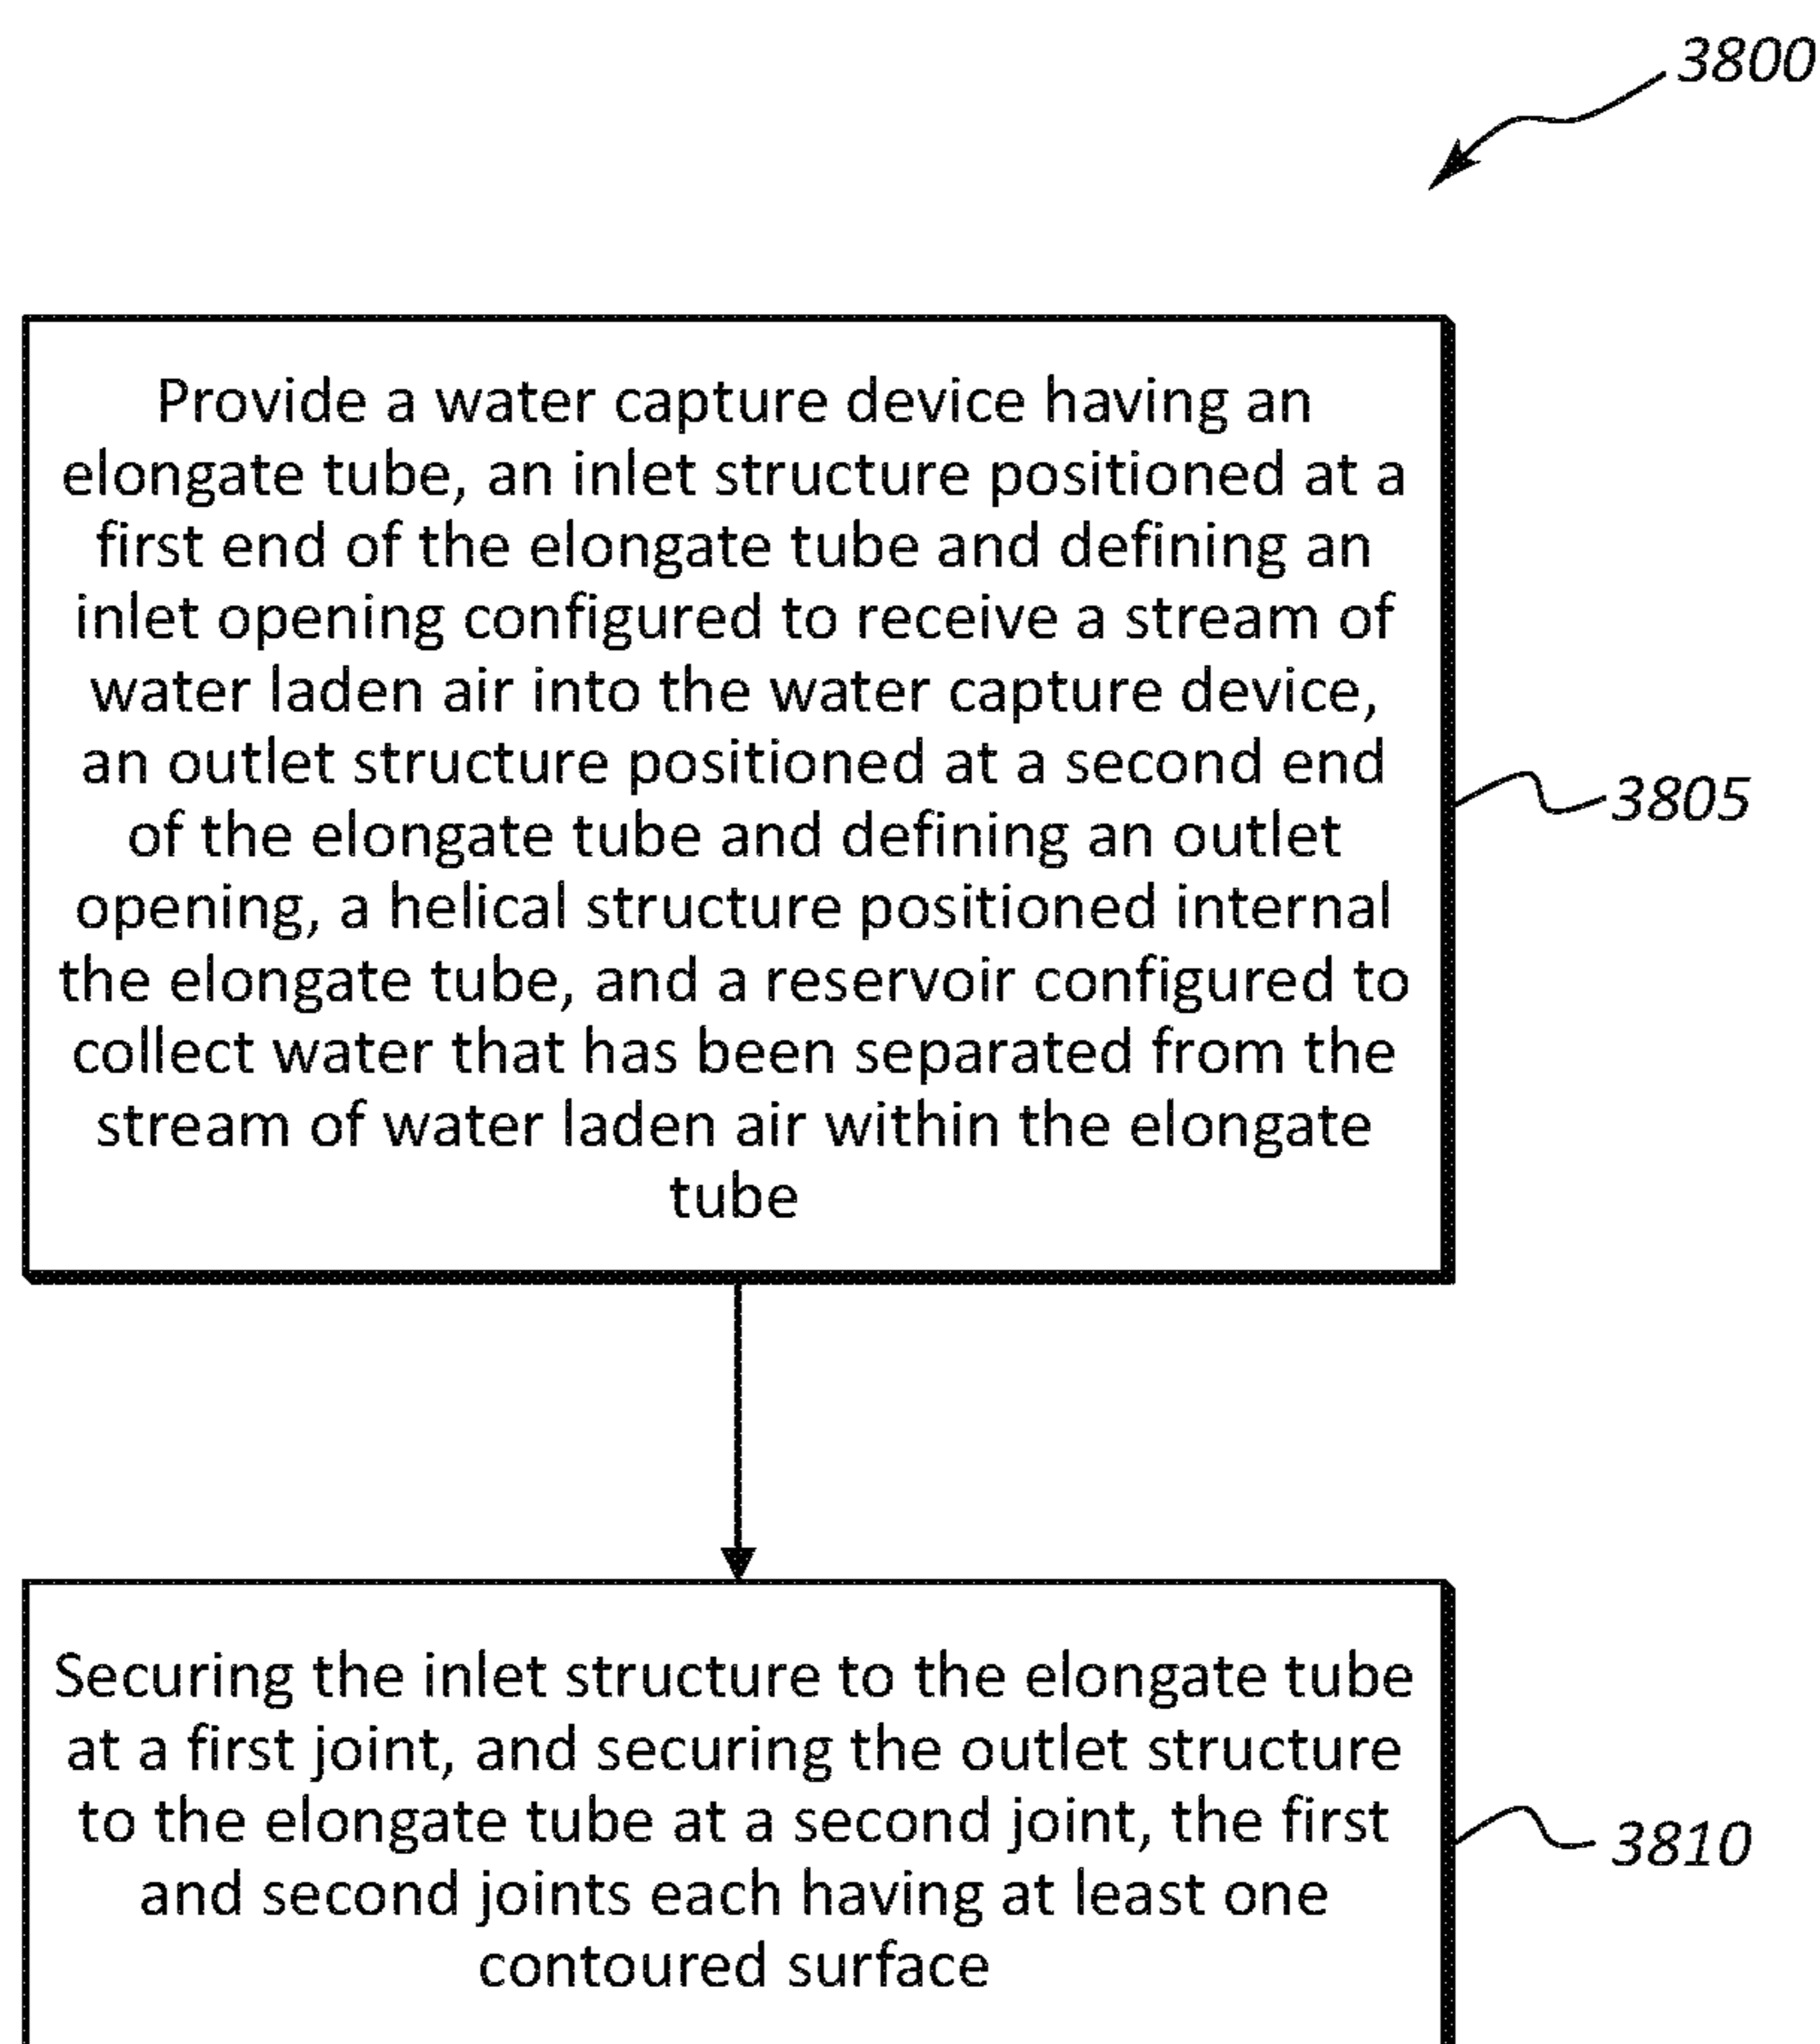 3800
Provide a water capture device having an
elongate tube, an inlet structure positioned at a
first end of the elongate tube and defining an
inlet opening configured to receive a stream of
water laden air into the water capture device,
an outlet structure positioned at a second end
of the elongate tube and defining an outlet
opening, a helical structure positioned internal
the elongate tube, and a reservoir configured to
collect water that has been separated from the
stream of water laden air within the elongate
tube
3805
Securing the inlet structure to the elongate tube
at a first joint, and securing the outlet structure
to the elongate tube at a second joint, the first
and second joints each having at least one
contoured surface
3810